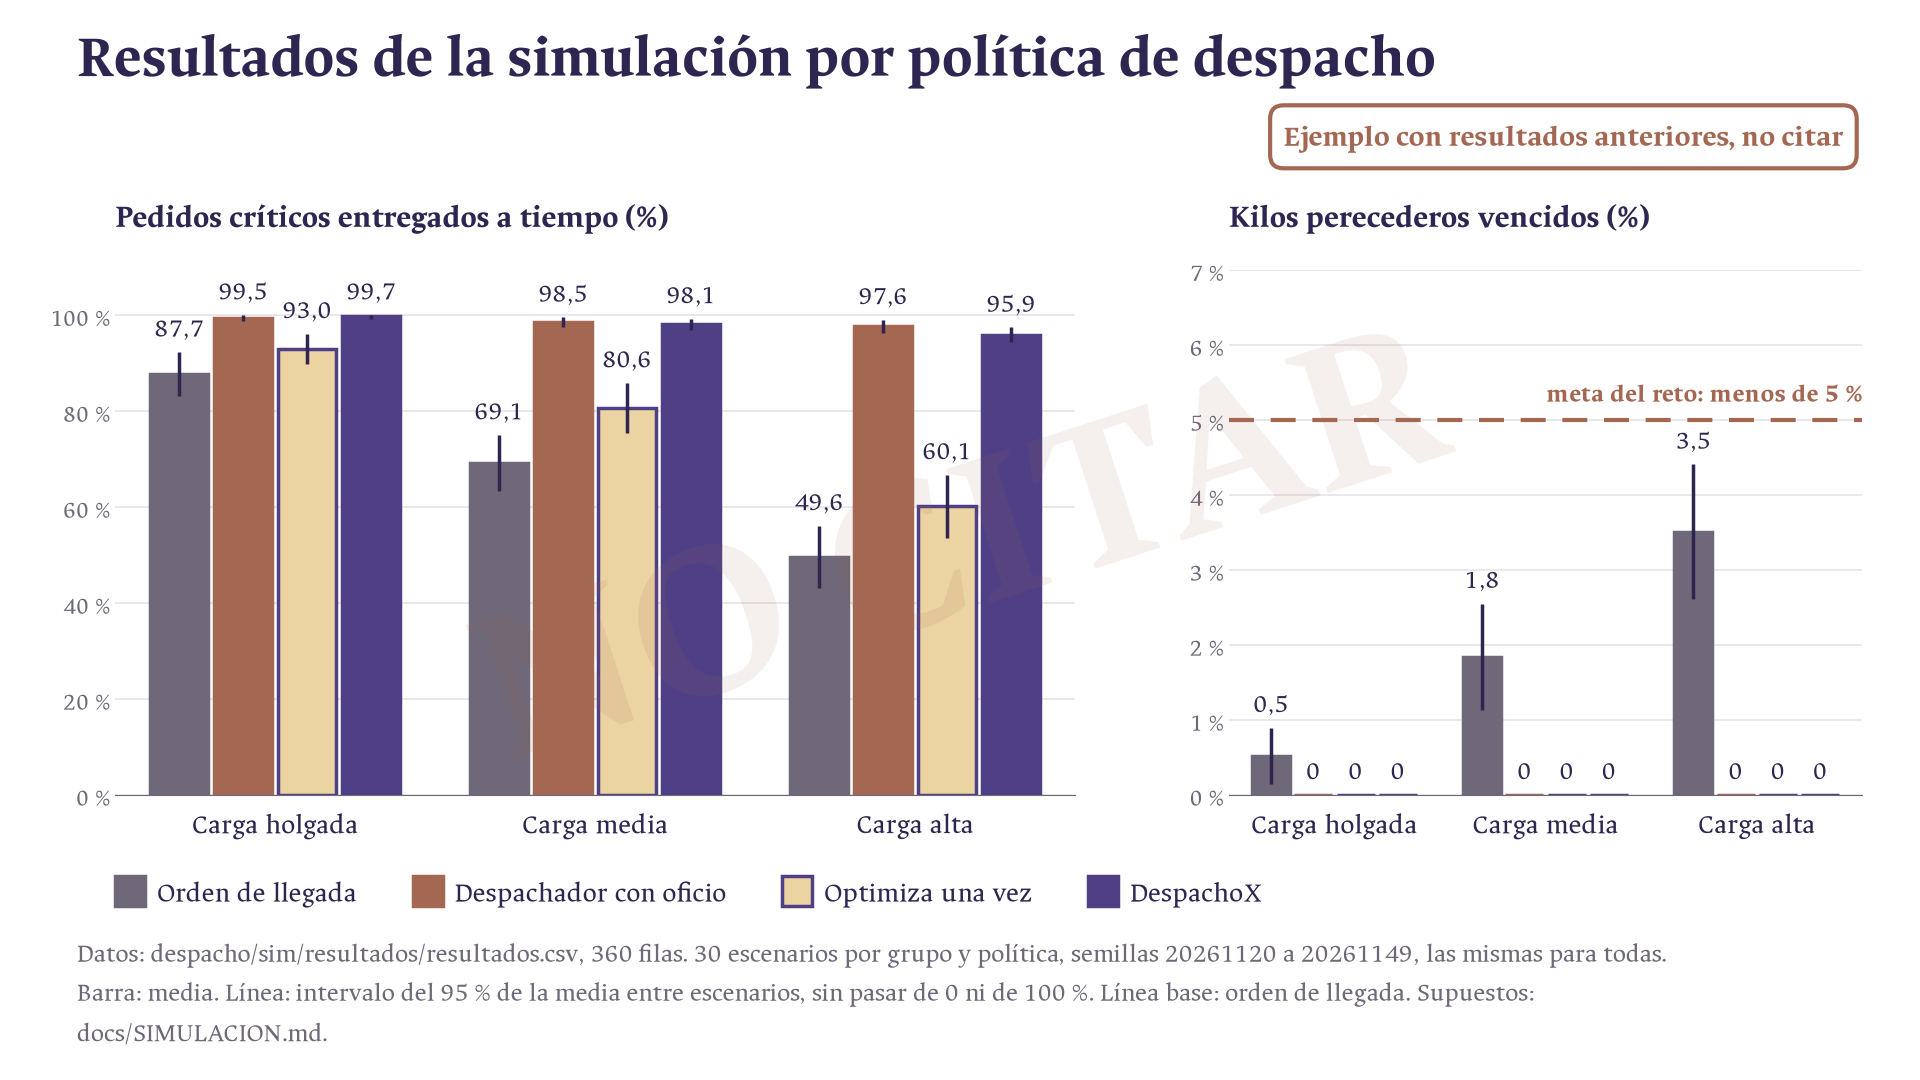 Resultados de la simulación por política de despacho
Ejemplo con resultados anteriores, no citar
Pedidos críticos entregados a tiempo (%)
100 %
80 %
60 %
40 %
20 %
0 %
87,7
99,5
93,0
99,7
69,1
98,5
80,6
98,1
49,6
97,6
60,1
95,9
Carga holgada
Carga media
Carga alta
Kilos perecederos vencidos (%)
7 %
6 %
5 %
4 %
3 %
2 %
1 %
0 %
meta del reto: menos de 5 %
0,5
0
0
0
1,8
0
0
0
3,5
0
0
0
Carga holgada
Carga media
Carga alta
NO CITAR
Orden de llegada
Despachador con oficio
Optimiza una vez
DespachoX
Datos: despacho/sim/resultados/resultados.csv, 360 filas. 30 escenarios por grupo y política, semillas 20261120 a 20261149, las mismas para todas.
Barra: media. Línea: intervalo del 95 % de la media entre escenarios, sin pasar de 0 ni de 100 %. Línea base: orden de llegada. Supuestos:
docs/SIMULACION.md.